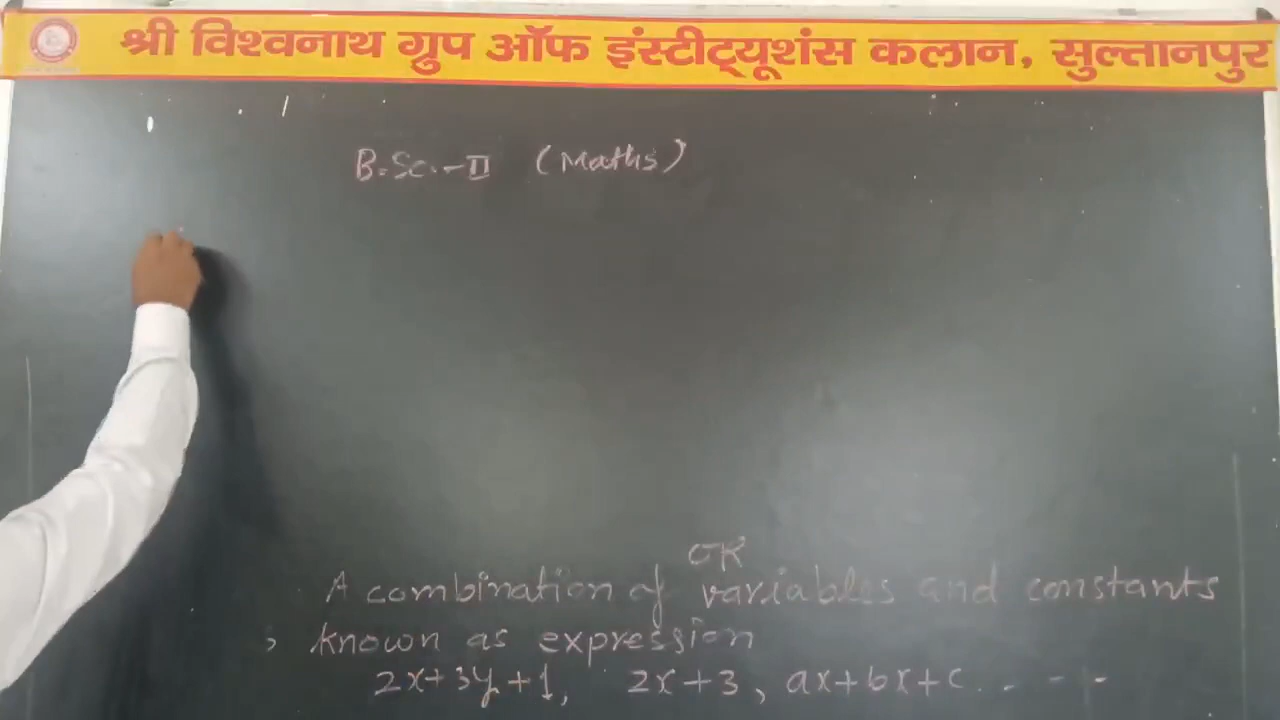 श्री विश्वनाथ ग्रुप ऑफ इंस्टीट्यूशंस कलान, सुल्तानपुर
B.Sc.-II (Maths)
OR
A combination of variables and constants
, known as expression
2x+3y+1, 2x+3, ax+bx+c..- - -